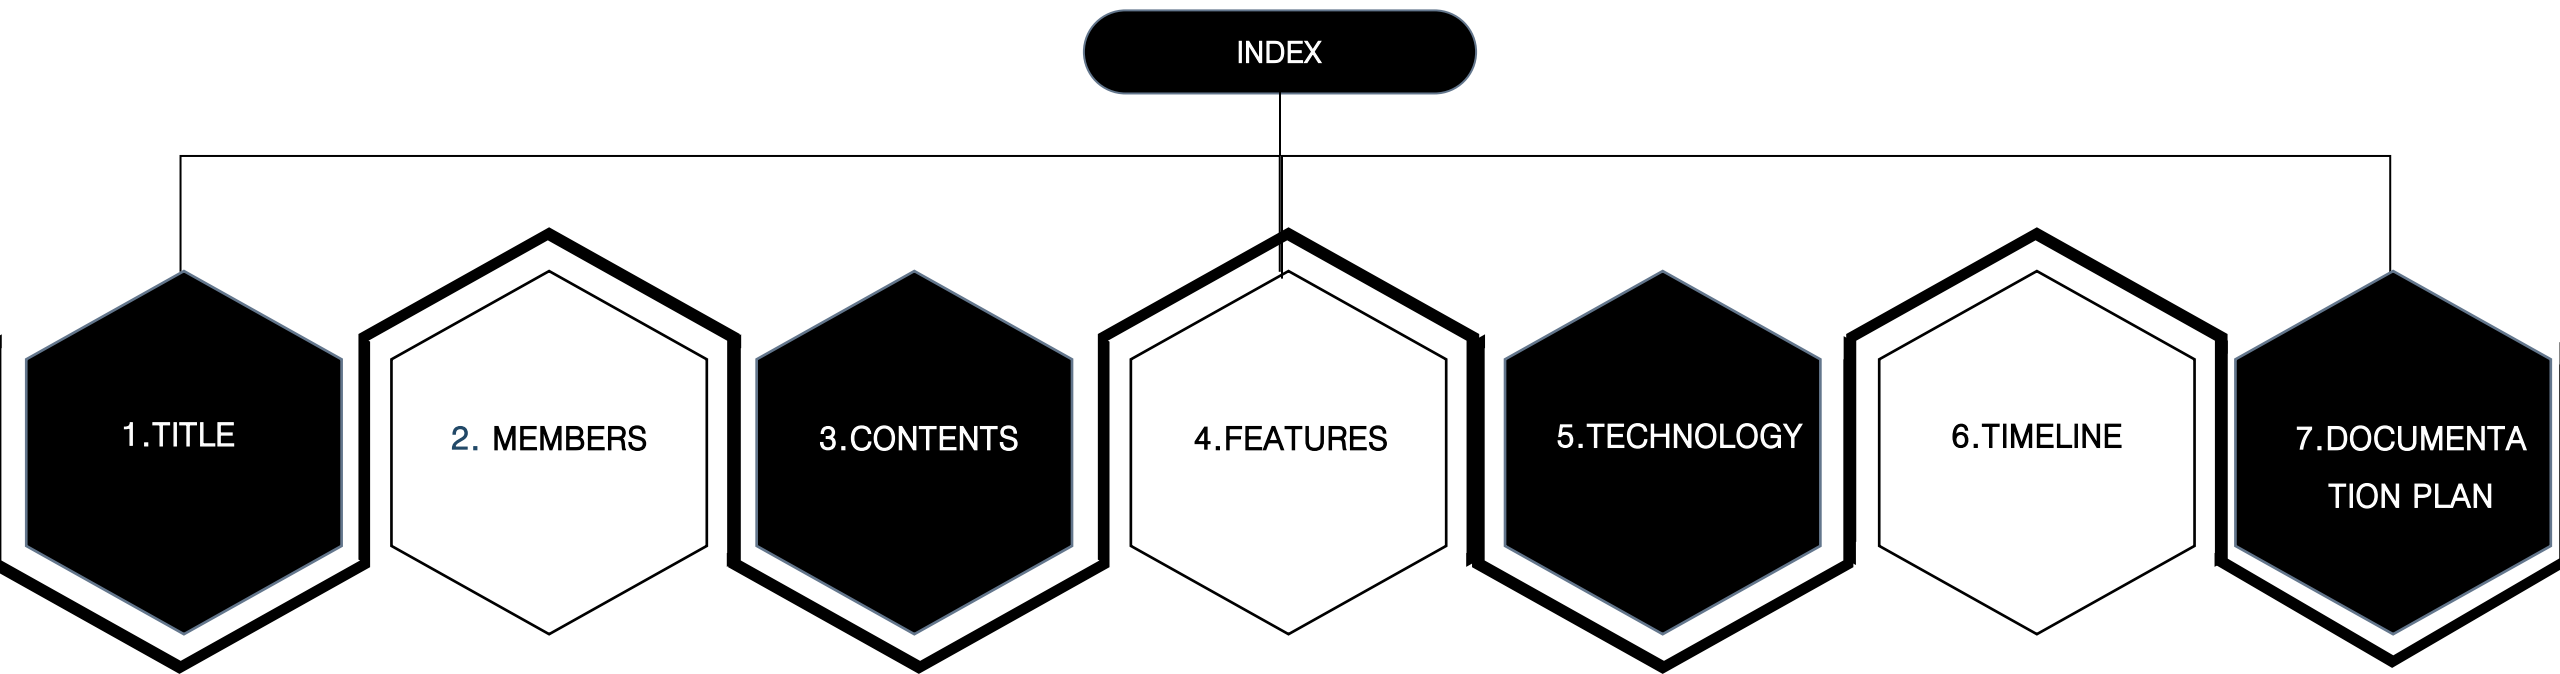 INDEX
1.TITLE
2. MEMBERS
3.CONTENTS
4.FEATURES
5.TECHNOLOGY
6.TIMELINE
7.DOCUMENTA
TION PLAN